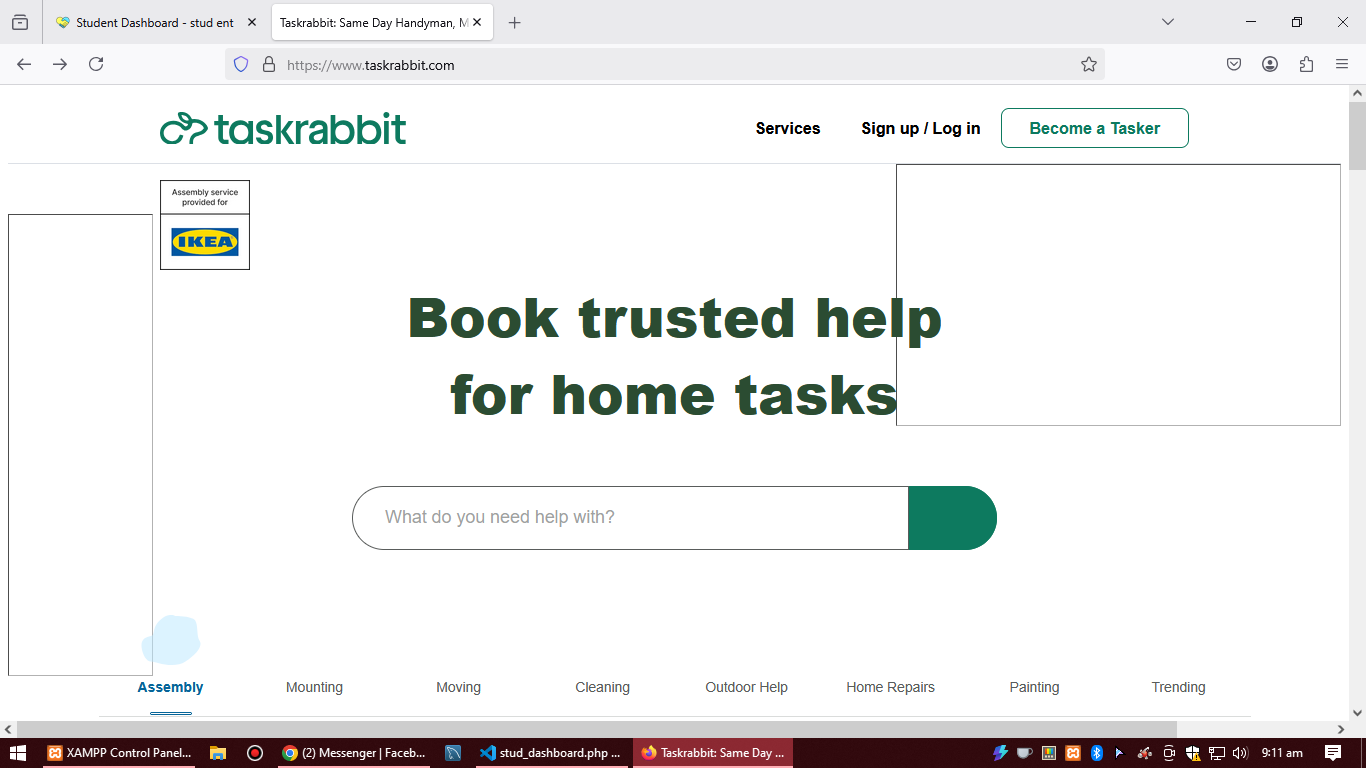 Student Dashboard - stud ent
Taskrabbit: Same Day Handyman, M
https://www.taskrabbit.com
taskrabbit
Services
Sign up / Log in
Become a Tasker
Assembly service
provided for
IKEA
Book trusted help
for home tasks
What do you need help with?
Assembly
Mounting
Moving
Cleaning
Outdoor Help
Home Repairs
Painting
Trending
XAMPP Control Panel...
(2) Messenger | Faceb...
stud_dashboard.php ...
Taskrabbit: Same Day ...
9:11 am